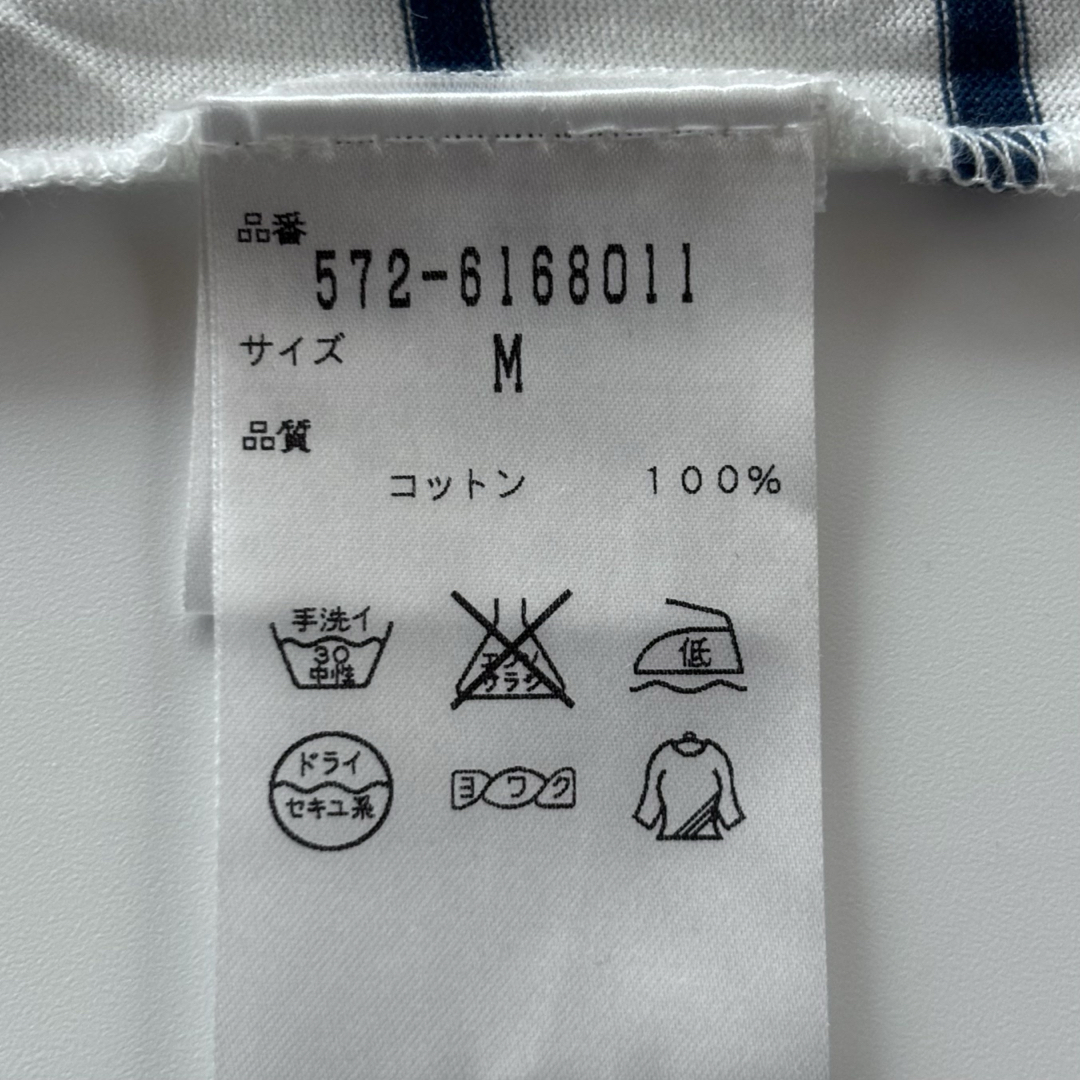 品番
572-6168011
サイズ M
品質
コットン 100%
手洗イ
30
中性
エンソ
サラシ
低
ドライ
セキユ系
ヨワク